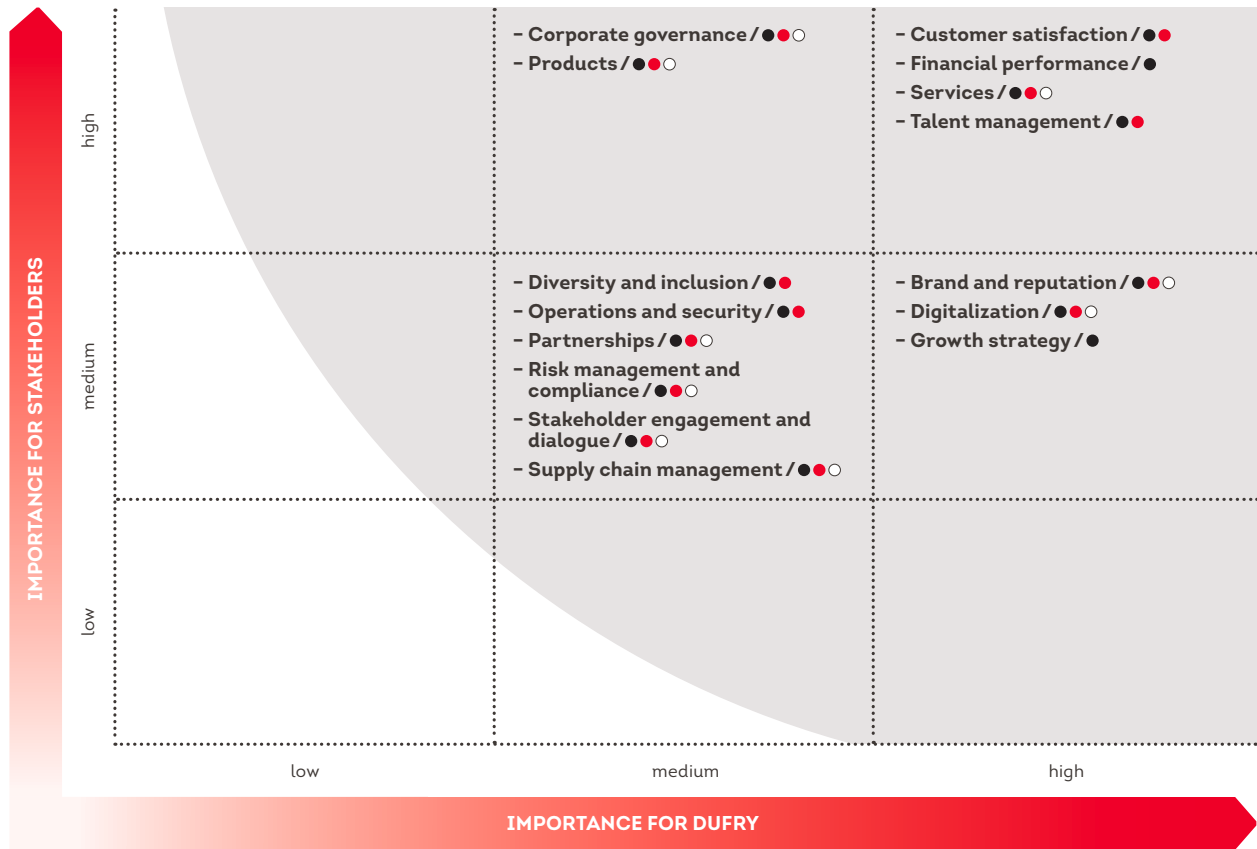 IMPORTANCE FOR STAKEHOLDERS
high
medium
low
– Corporate governance / ●●○
– Products / ●●○
– Customer satisfaction / ●●
– Financial performance / ●
– Services / ●●○
– Talent management / ●●
– Diversity and inclusion / ●●
– Operations and security / ●●
– Partnerships / ●●○
– Risk management and
compliance / ●●○
– Stakeholder engagement and
dialogue / ●●○
– Supply chain management / ●●○
– Brand and reputation / ●●○
– Digitalization / ●●○
– Growth strategy / ●
low
medium
high
IMPORTANCE FOR DUFRY